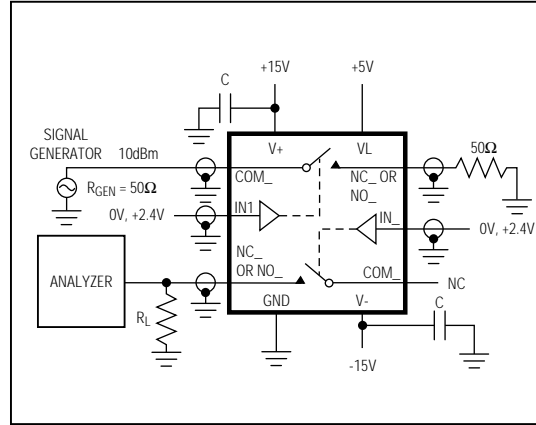 +15V
+5V
C
SIGNAL
GENERATOR
10dBm
V+
VL
50Ω
COM_
NC_ OR
NO_
RGEN = 50Ω
0V, +2.4V
IN1
IN_
0V, +2.4V
NC_
OR NO_
ANALYZER
COM_
NC
RL
GND
V-
C
-15V